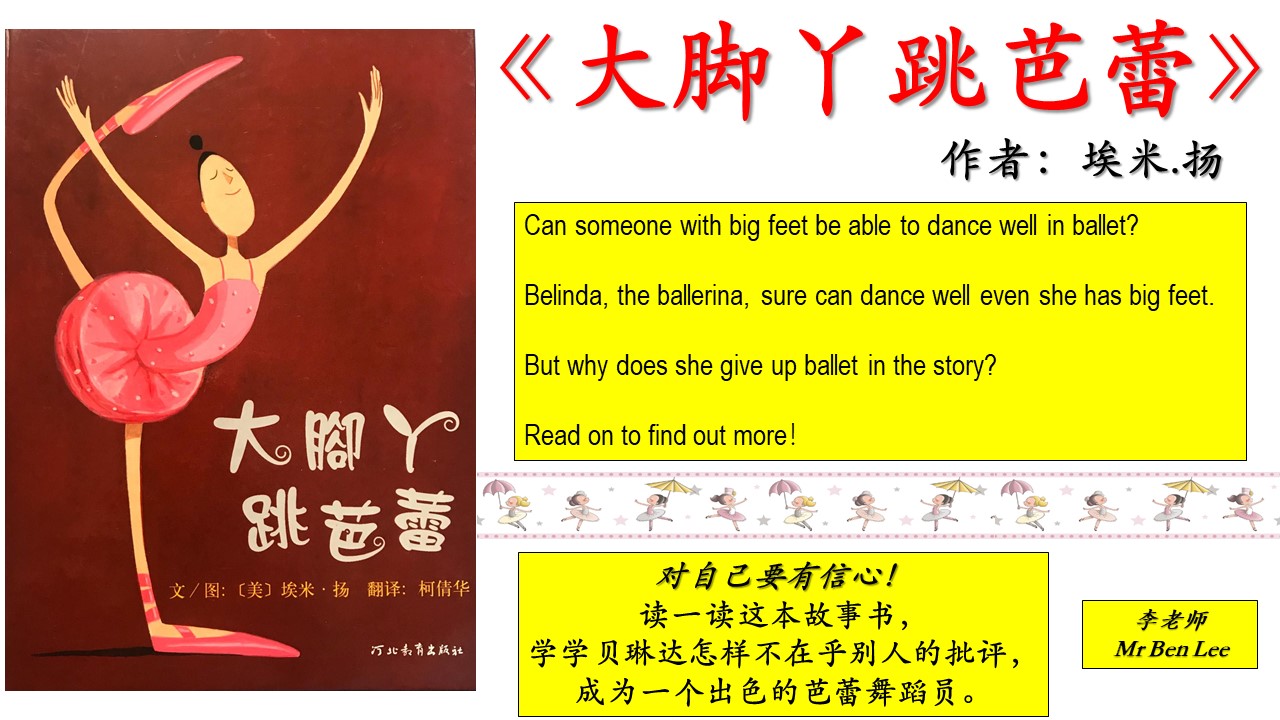 《大脚丫跳芭蕾》
作者：埃米.扬
大腳丫
跳芭蕾
文／图:〔美〕埃米·扬 翻译: 柯倩华
河北教育出版社
Can someone with big feet be able to dance well in ballet?
Belinda, the ballerina, sure can dance well even she has big feet.
But why does she give up ballet in the story?
Read on to find out more!
对自己要有信心！
读一读这本故事书，
学学贝琳达怎样不在乎别人的批评，
成为一个出色的芭蕾舞蹈员。
李老师
Mr Ben Lee